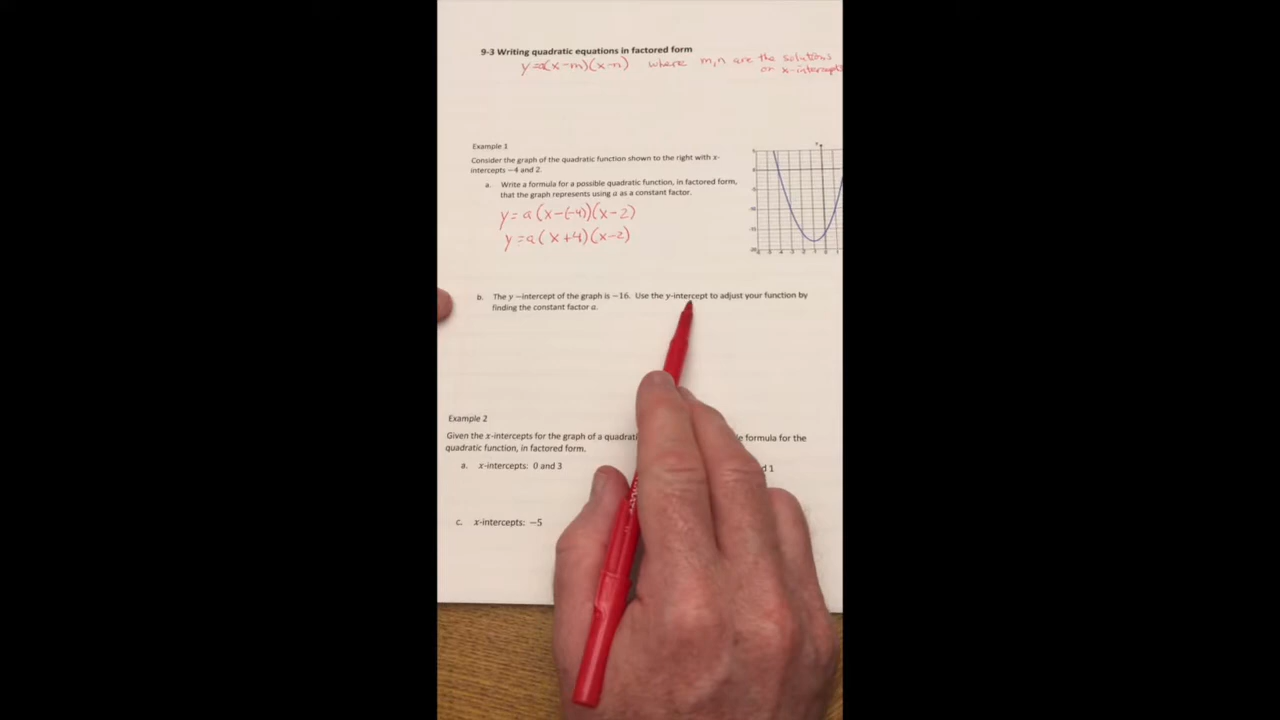 9-3 Writing quadratic equations in factored form
y=a(x-m)(x-n) where m,n are the solutions
or x-intercepts
Example 1
Consider the graph of the quadratic function shown to the right with x-
intercepts −4 and 2.
a. Write a formula for a possible quadratic function, in factored form,
that the graph represents using a as a constant factor.
y=a(x-(-4))(x-2)
y=a(x+4)(x-2)
b. The y −intercept of the graph is −16. Use the y-intercept to adjust your function by
finding the constant factor a.
Example 2
Given the x-intercepts for the graph of a quadrati formula for the
quadratic function, in factored form.
a. x-intercepts: 0 and 3
d 1
c. x-intercepts: −5